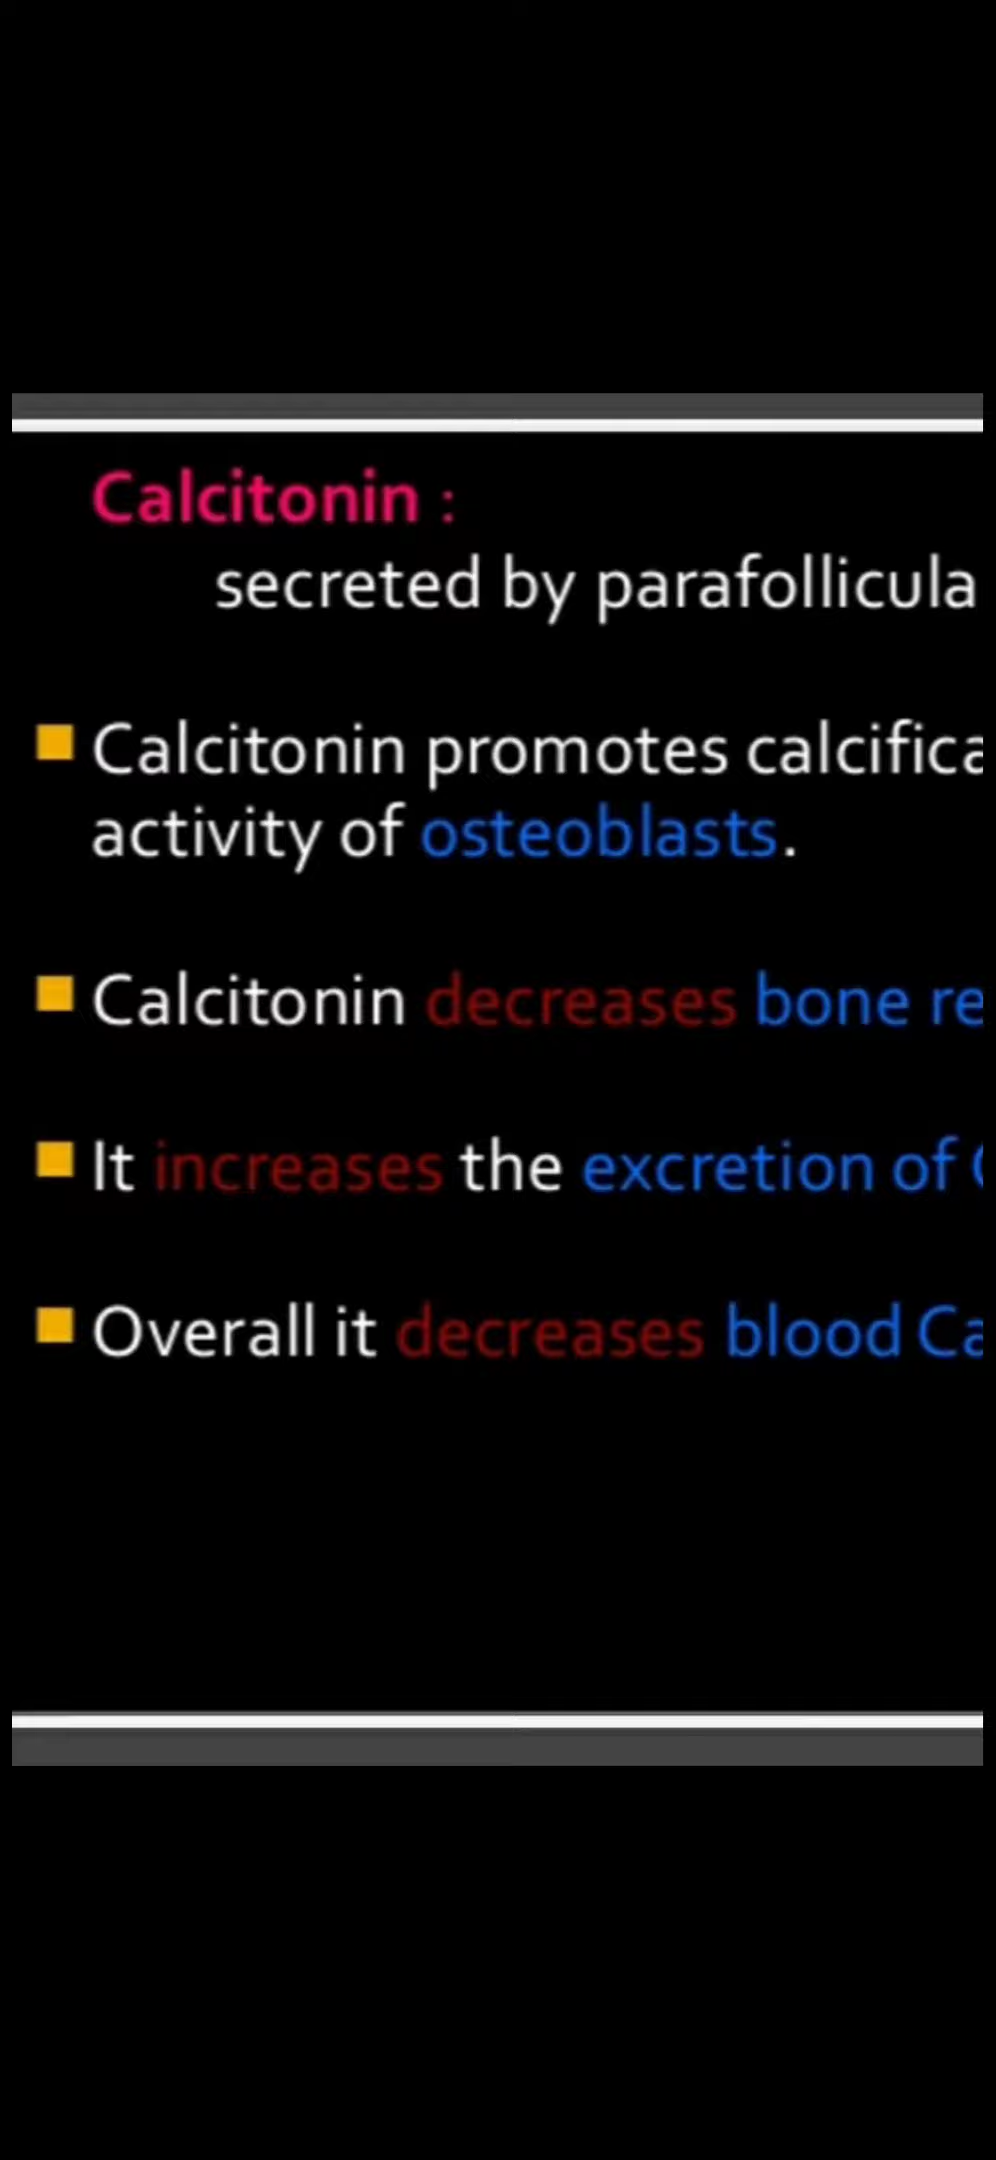 Calcitonin :
secreted by parafollicula
Calcitonin promotes calcifica
activity of osteoblasts.
Calcitonin decreases bone re
It increases the excretion of
Overall it decreases blood Ca